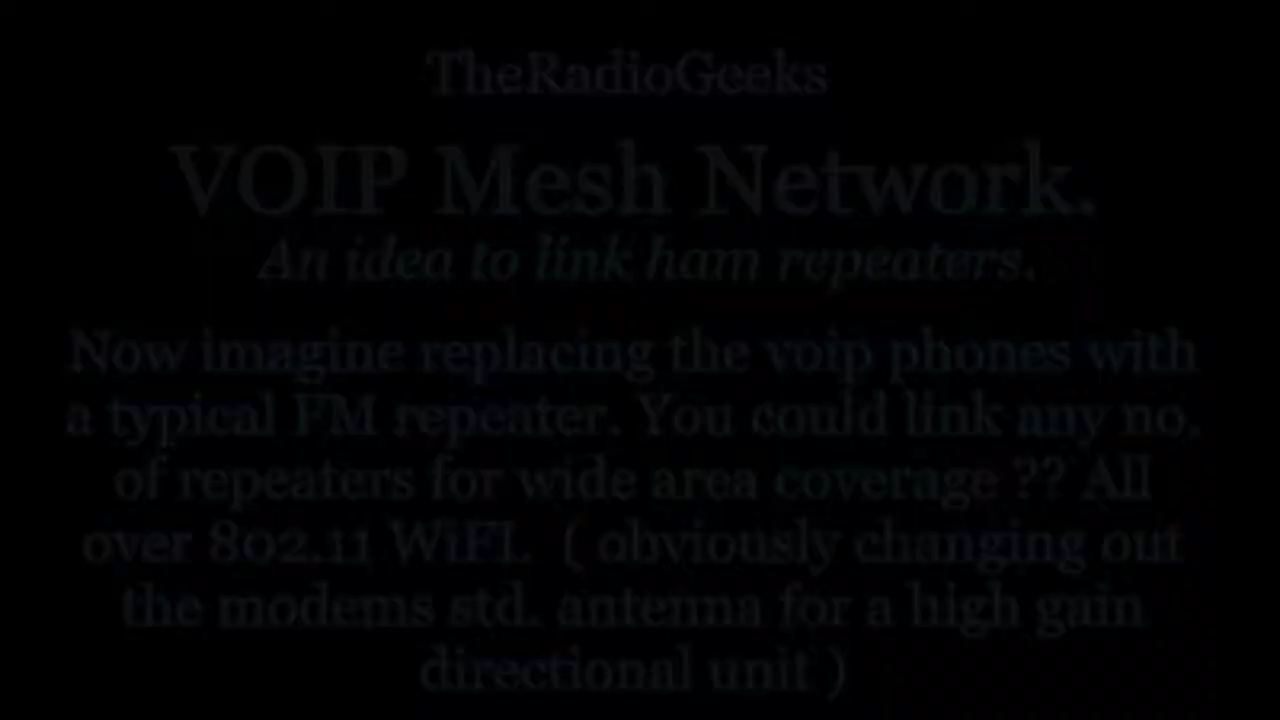 TheRadioGeeks
VOIP Mesh Network.
An idea to link ham repeaters.
Now imagine replacing the voip phones with
a typical FM repeater. You could link any no.
of repeaters for wide area coverage ?? All
over 802.11 WiFI. ( obviously changing out
the modems std. antenna for a high gain
directional unit )